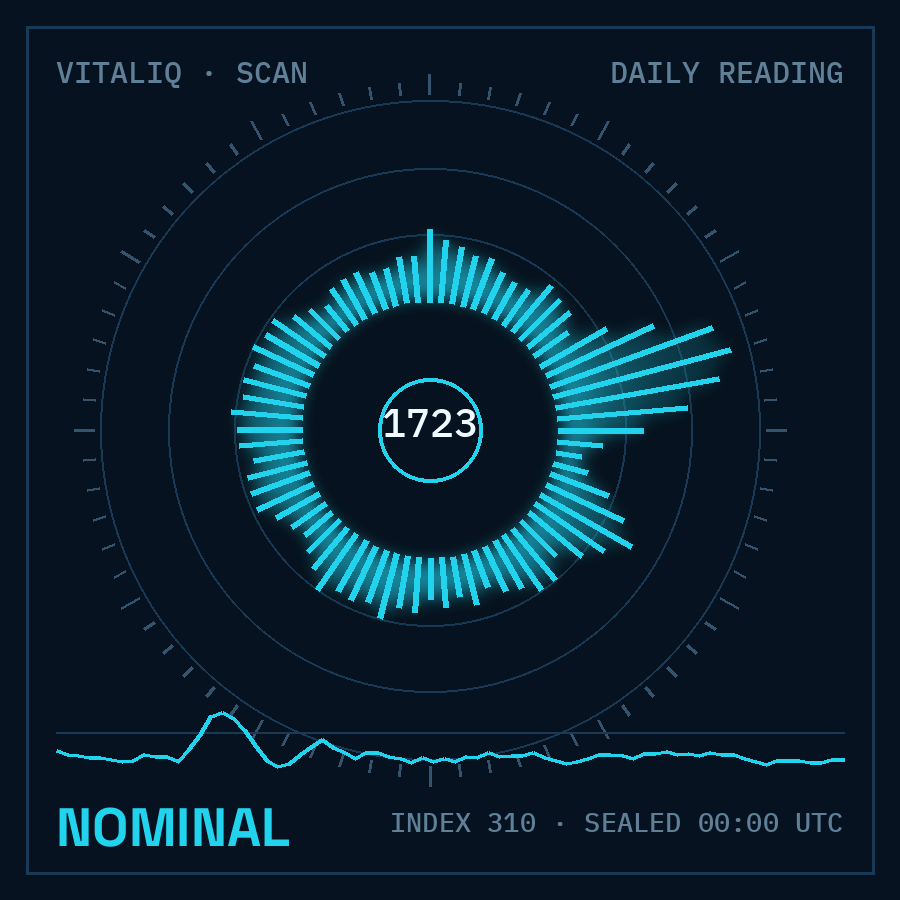 VITALIQ · SCAN
DAILY READING
1723
NOMINAL
INDEX 310 · SEALED 00:00 UTC